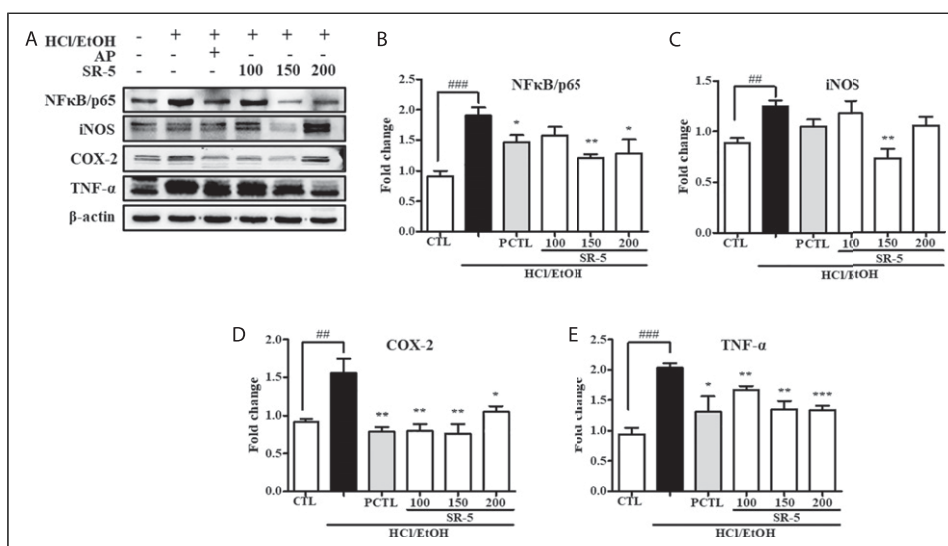 A
HCl/EtOH - + + + + +
AP - - + - - -
SR-5 - - - 100 150 200
NFκB/p65
iNOS
COX-2
TNF-α
β-actin
B
NFκB/p65
###
* ** *
Fold change
2.5
2.0
1.5
1.0
0.5
0.0
CTL PCTL 100 150 200
SR-5
HCl/EtOH
C
iNOS
##
**
Fold change
1.5
1.0
0.5
0.0
CTL PCTL 100 150 200
SR-5
HCl/EtOH
D
COX-2
##
** ** ** *
Fold change
2.0
1.5
1.0
0.5
0.0
CTL PCTL 100 150 200
SR-5
HCl/EtOH
E
TNF-α
###
* ** ** ***
Fold change
2.5
2.0
1.5
1.0
0.5
0.0
CTL PCTL 100 150 200
SR-5
HCl/EtOH